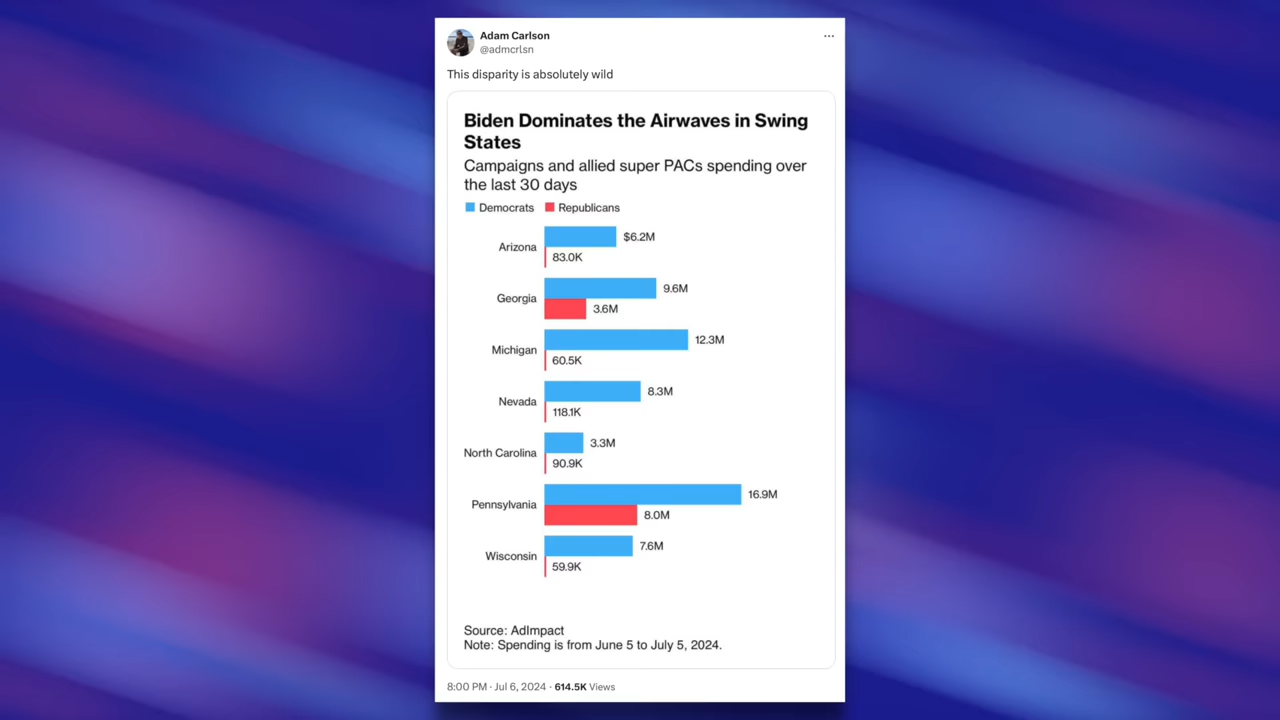 Adam Carlson
@admcrlsn
This disparity is absolutely wild
Biden Dominates the Airwaves in Swing
States
Campaigns and allied super PACs spending over
the last 30 days
Democrats Republicans
Arizona
$6.2M
83.0K
Georgia
9.6M
3.6M
Michigan
12.3M
60.5K
Nevada
8.3M
118.1K
North Carolina
3.3M
90.9K
Pennsylvania
16.9M
8.0M
Wisconsin
7.6M
59.9K
Source: AdImpact
Note: Spending is from June 5 to July 5, 2024.
8:00 PM · Jul 6, 2024 · 614.5K Views